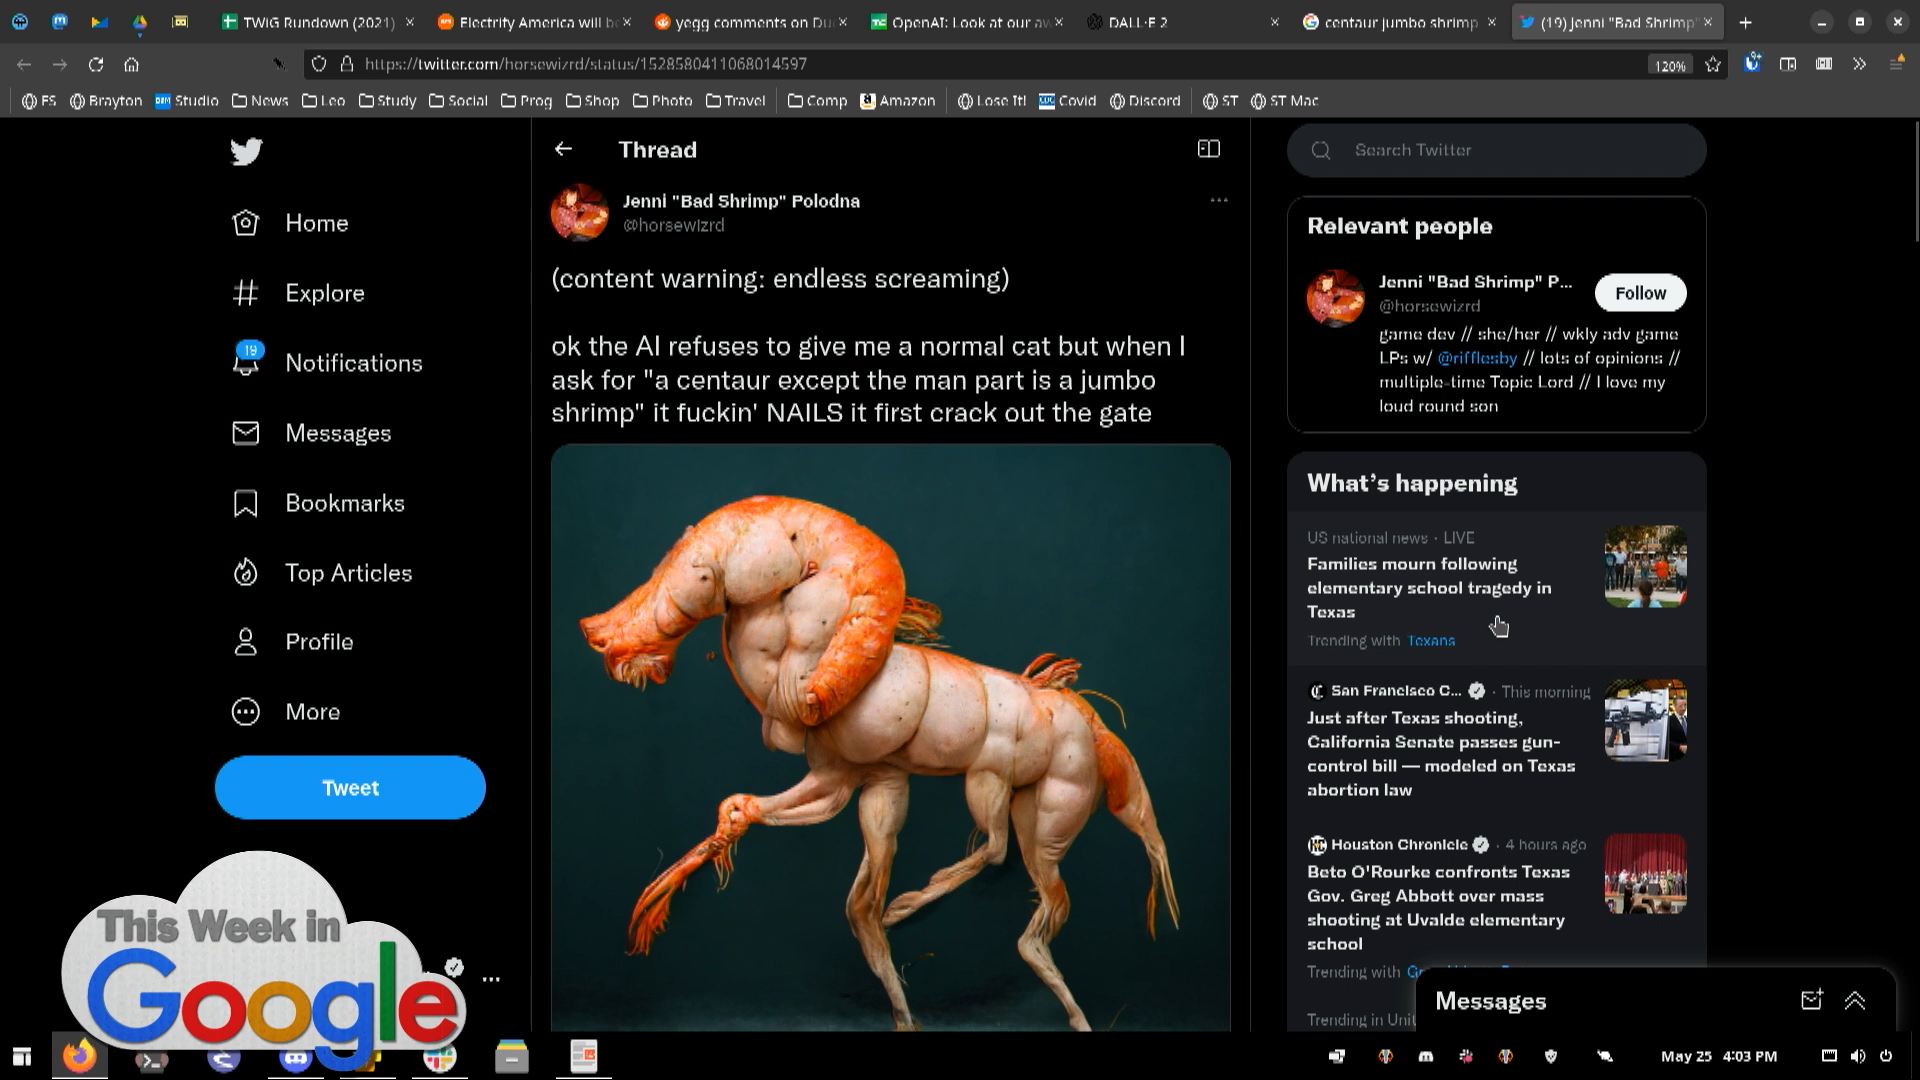 TWiG Rundown (2021)
Electrify America will b
yegg comments on Du
OpenAI: Look at our aw
DALL·E 2
centaur jumbo shrimp
(19) Jenni "Bad Shrimp"
https://twitter.com/horsewizrd/status/1528580411068014597
120%
FS Brayton Studio News Leo Study Social Prog Shop Photo Travel Comp Amazon Lose It! Covid Discord ST ST Mac
Home
Explore
19
Notifications
Messages
Bookmarks
Top Articles
Profile
More
Tweet
Thread
Jenni "Bad Shrimp" Polodna
@horsewizrd
(content warning: endless screaming)
ok the AI refuses to give me a normal cat but when I
ask for "a centaur except the man part is a jumbo
shrimp" it fuckin' NAILS it first crack out the gate
Search Twitter
Relevant people
Jenni "Bad Shrimp" P...
@horsewizrd
Follow
game dev // she/her // wkly adv game
LPs w/ @rifflesby // lots of opinions //
multiple-time Topic Lord // I love my
loud round son
What's happening
US national news · LIVE
Families mourn following
elementary school tragedy in
Texas
Trending with Texans
San Francisco C... · This morning
Just after Texas shooting,
California Senate passes gun-
control bill — modeled on Texas
abortion law
Houston Chronicle · 4 hours ago
Beto O'Rourke confronts Texas
Gov. Greg Abbott over mass
shooting at Uvalde elementary
school
Trending with
Trending in Unit
Messages
This Week in
Google
May 25 4:03 PM